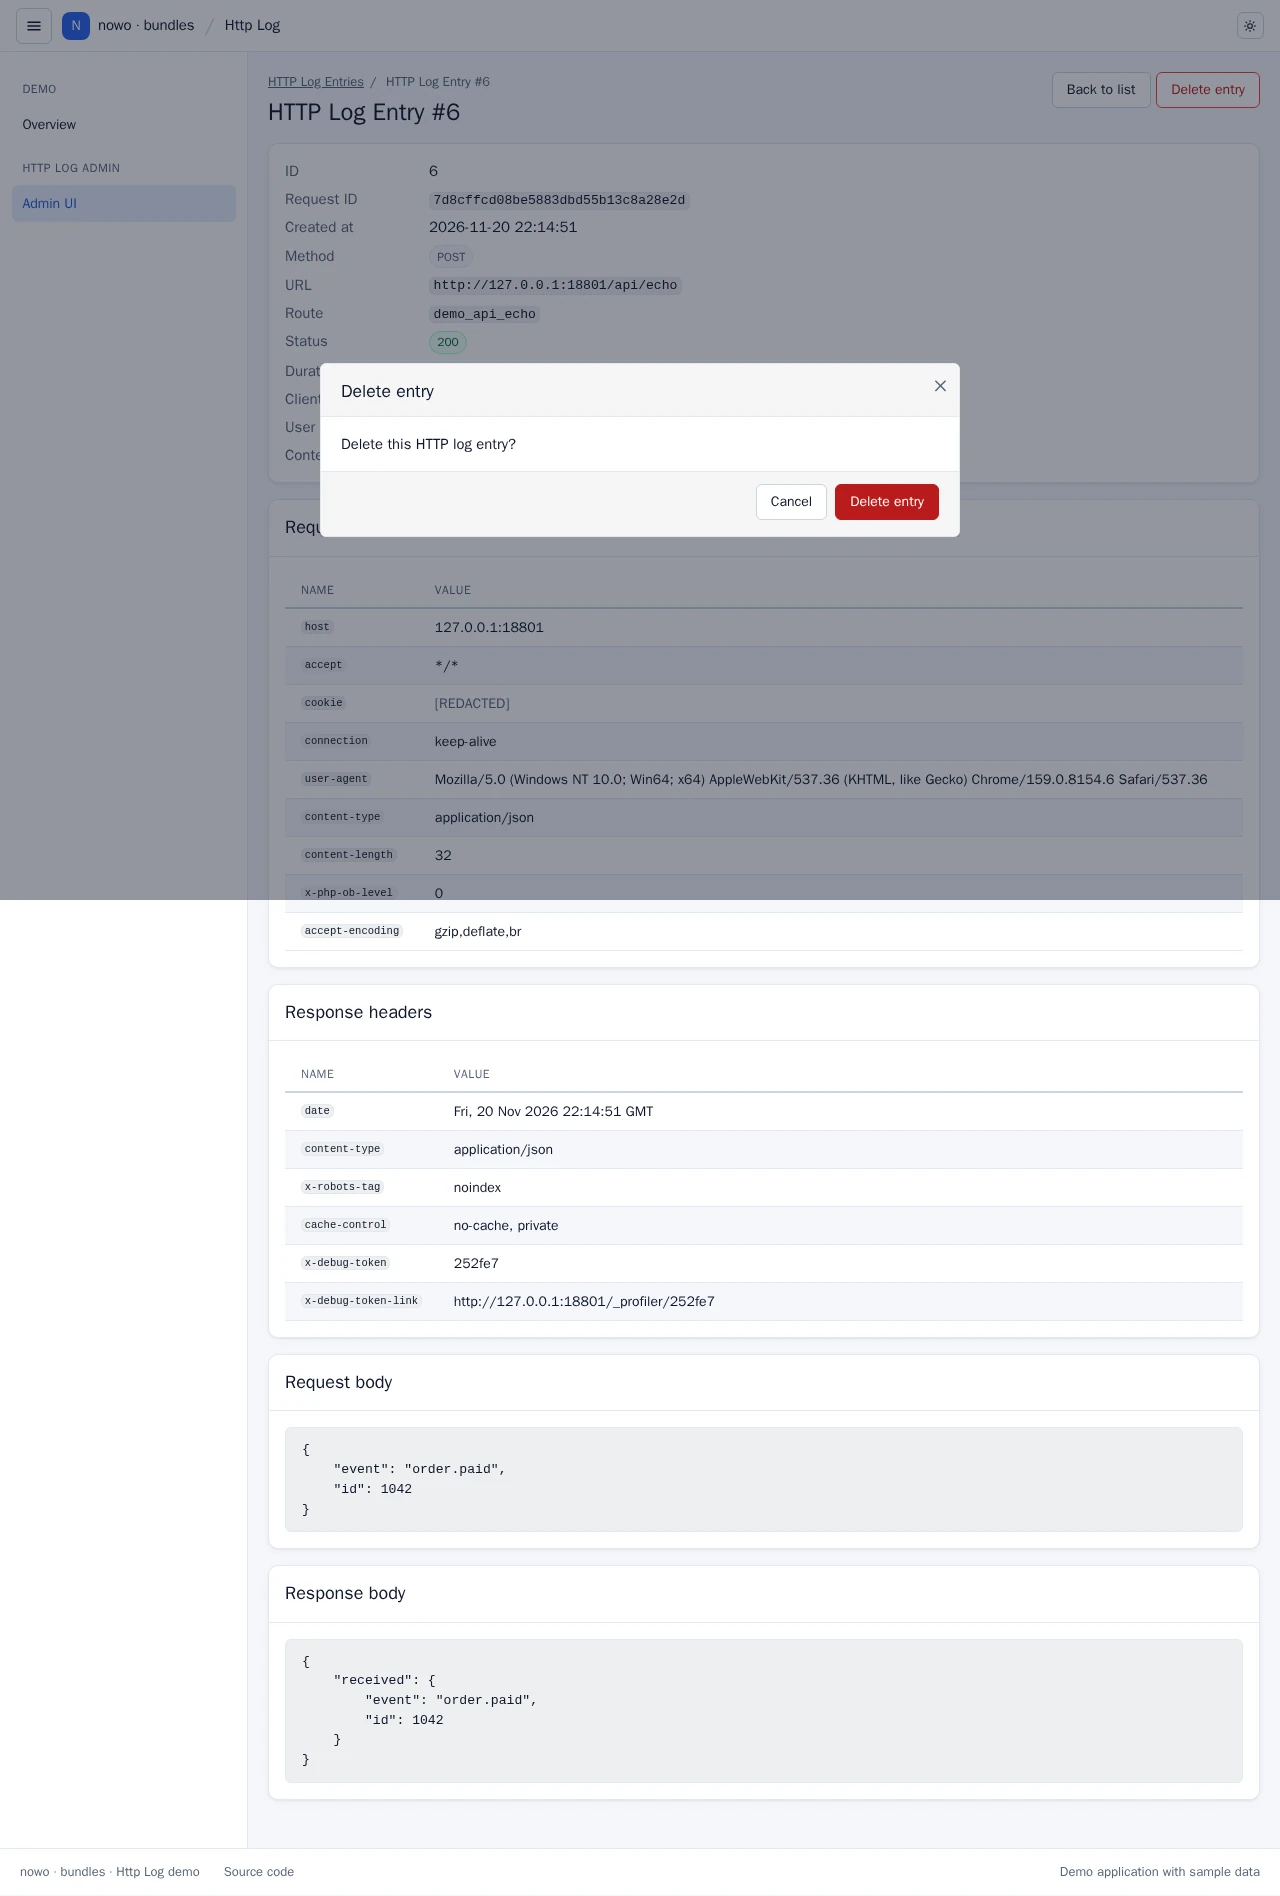 N nowo · bundles / Http Log
DEMO
Overview
HTTP LOG ADMIN
Admin UI
HTTP Log Entries / HTTP Log Entry #6
HTTP Log Entry #6
Back to list
Delete entry
ID 6
Request ID 7d8cffcd08be5883dbd55b13c8a28e2d
Created at 2026-11-20 22:14:51
Method POST
URL http://127.0.0.1:18801/api/echo
Route demo_api_echo
Status 200
Durat
Client
User
Conte
Delete entry
Delete this HTTP log entry?
Cancel
Delete entry
Requ
NAME VALUE
host 127.0.0.1:18801
accept */*
cookie [REDACTED]
connection keep-alive
user-agent Mozilla/5.0 (Windows NT 10.0; Win64; x64) AppleWebKit/537.36 (KHTML, like Gecko) Chrome/159.0.8154.6 Safari/537.36
content-type application/json
content-length 32
x-php-ob-level 0
accept-encoding gzip,deflate,br
Response headers
NAME VALUE
date Fri, 20 Nov 2026 22:14:51 GMT
content-type application/json
x-robots-tag noindex
cache-control no-cache, private
x-debug-token 252fe7
x-debug-token-link http://127.0.0.1:18801/_profiler/252fe7
Request body
{
    "event": "order.paid",
    "id": 1042
}
Response body
{
    "received": {
        "event": "order.paid",
        "id": 1042
    }
}
nowo · bundles · Http Log demo
Source code
Demo application with sample data